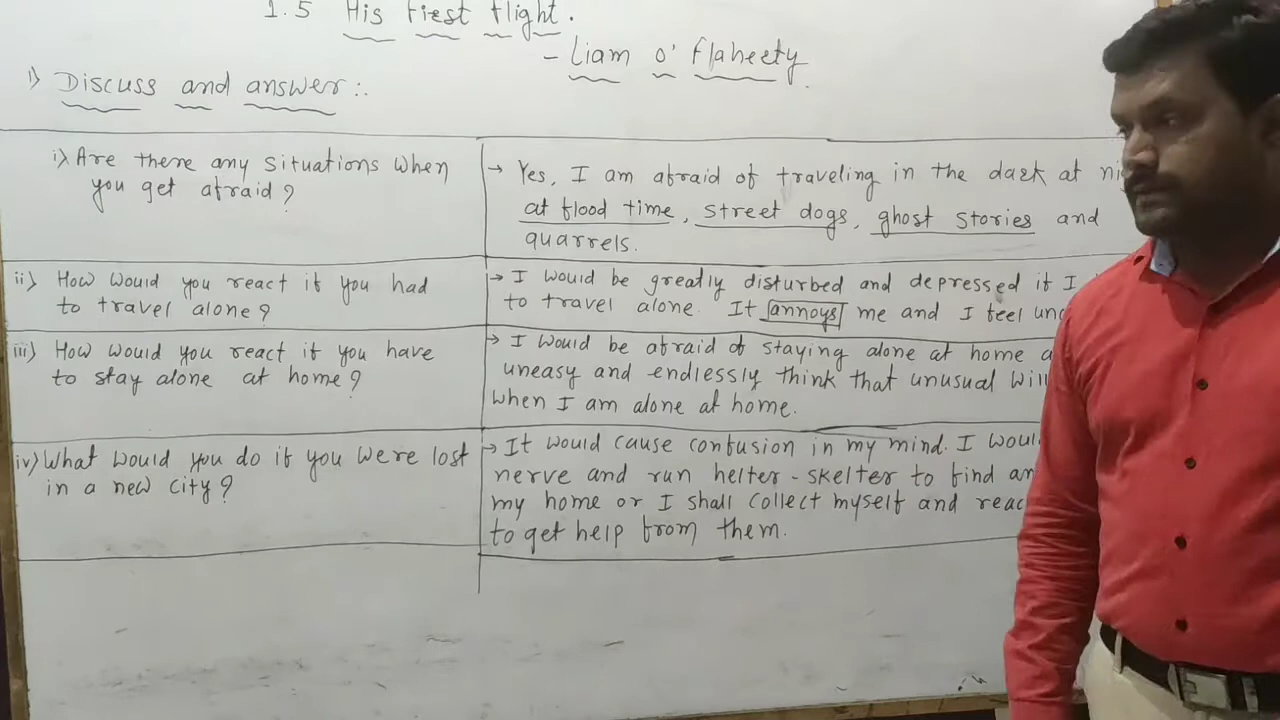 1.5 His first flight.
- Liam o' flaheety.
1) Discuss and answer:.
i) Are there any situations when
you get afraid?
→ Yes, I am afraid of traveling in the dark at
at flood time, street dogs, ghost stories and
quarrels.
ii) How would you react if you had
to travel alone?
→ I would be greatly disturbed and depressed if I
to travel alone. It annoys me and I feel
iii) How would you react if you have
to stay alone at home?
→ I would be afraid of staying alone at home
uneasy and endlessly think that unusual
when I am alone at home.
iv) What would you do if you were lost
in a new city?
→ It would cause confusion in my mind. I
nerve and run helter-skelter to find
my home or I shall collect myself and
to get help from them.